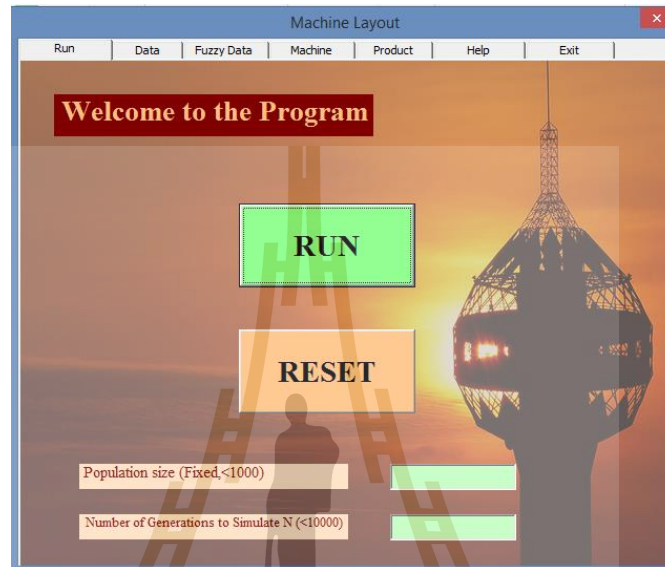 Machine Layout
Run Data Fuzzy Data Machine Product Help Exit
Welcome to the Program
RUN
RESET
Population size (Fixed,<1000)
Number of Generations to Simulate N (<10000)